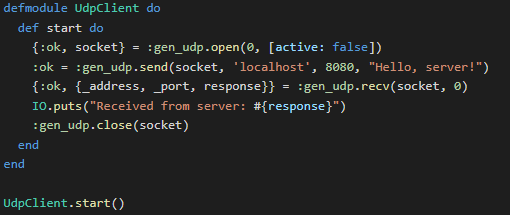 defmodule UdpClient do
  def start do
    {:ok, socket} = :gen_udp.open(0, [active: false])
    :ok = :gen_udp.send(socket, 'localhost', 8080, "Hello, server!")
    {:ok, {_address, _port, response}} = :gen_udp.recv(socket, 0)
    IO.puts("Received from server: #{response}")
    :gen_udp.close(socket)
  end
end

UdpClient.start()